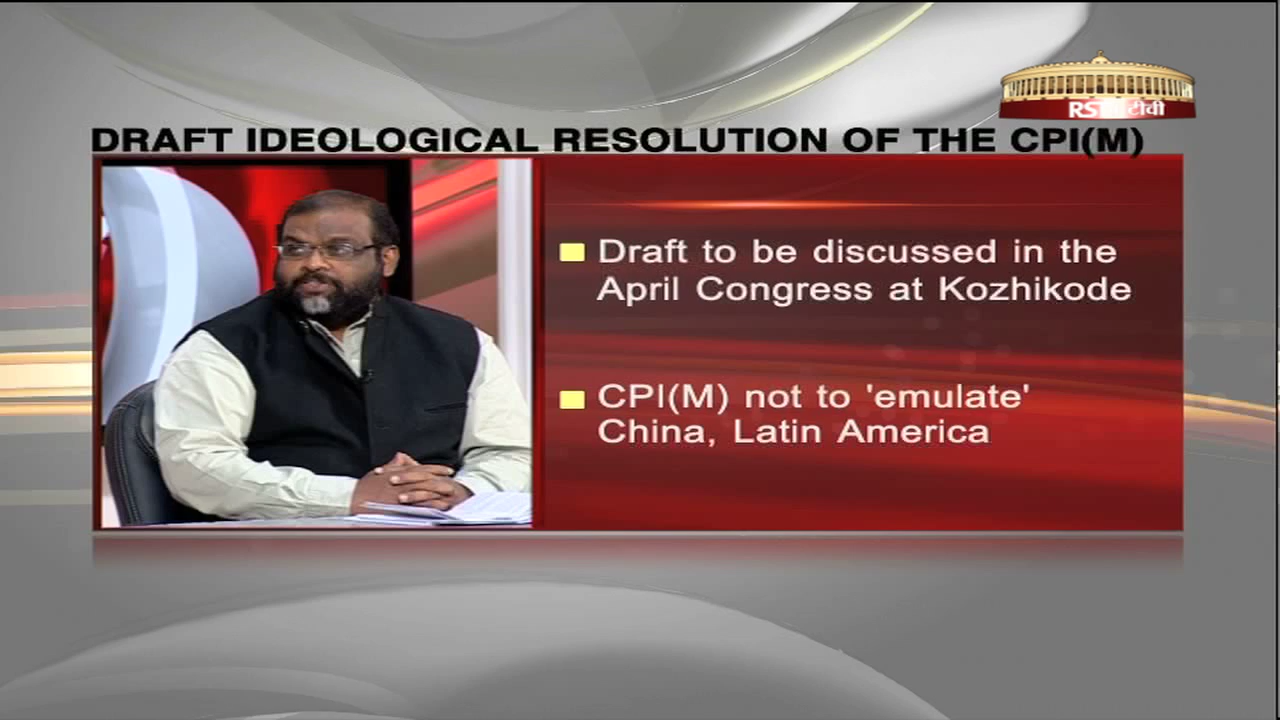 RST टीवी
DRAFT IDEOLOGICAL RESOLUTION OF THE CPI(M)
Draft to be discussed in the
April Congress at Kozhikode
CPI(M) not to 'emulate'
China, Latin America